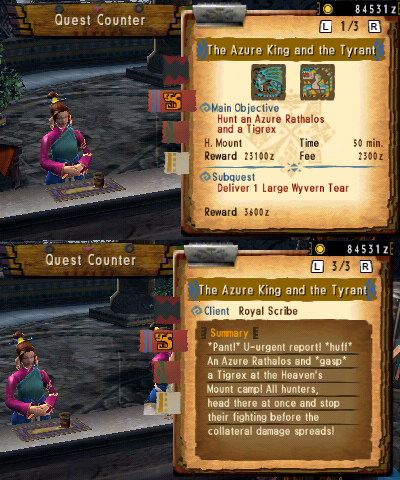 Quest Counter
84531z
L 1/3 R
The Azure King and the Tyrant
Main Objective
Hunt an Azure Rathalos
and a Tigrex
H. Mount Time 50 min.
Reward 23100z Fee 2300z
Subquest
Deliver 1 Large Wyvern Tear
Reward 3600z
Quest Counter
84531z
L 3/3 R
The Azure King and the Tyrant
Client Royal Scribe
Summary
*Pant!* U-urgent report! *huff*
An Azure Rathalos and *gasp*
a Tigrex at the Heaven's
Mount camp! All hunters,
head there at once and stop
their fighting before the
collateral damage spreads!